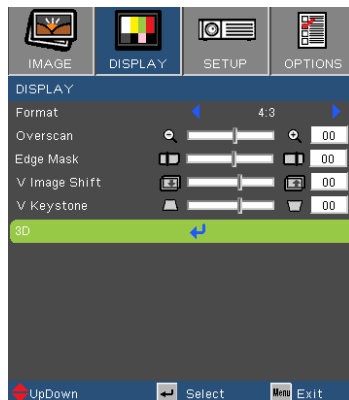 IMAGE DISPLAY SETUP OPTIONS
DISPLAY
Format 4:3
Overscan 00
Edge Mask 00
V Image Shift 00
V Keystone 00
3D
UpDown Select Menu Exit